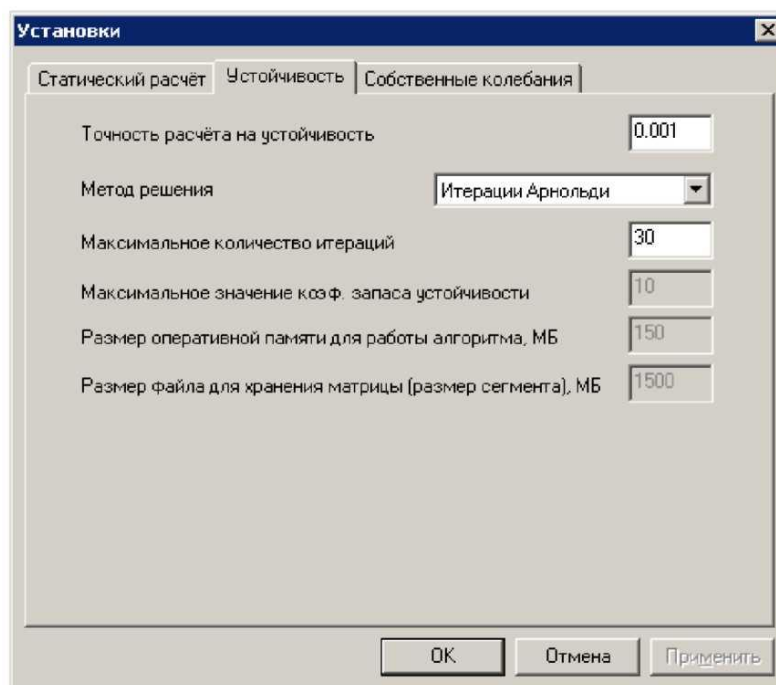 Установки
Статический расчёт Устойчивость Собственные колебания
Точность расчёта на устойчивость 0.001
Метод решения Итерации Арнольди
Максимальное количество итераций 30
Максимальное значение коэф. запаса устойчивости 10
Размер оперативной памяти для работы алгоритма, МБ 150
Размер файла для хранения матрицы (размер сегмента), МБ 1500
OK Отмена Применить